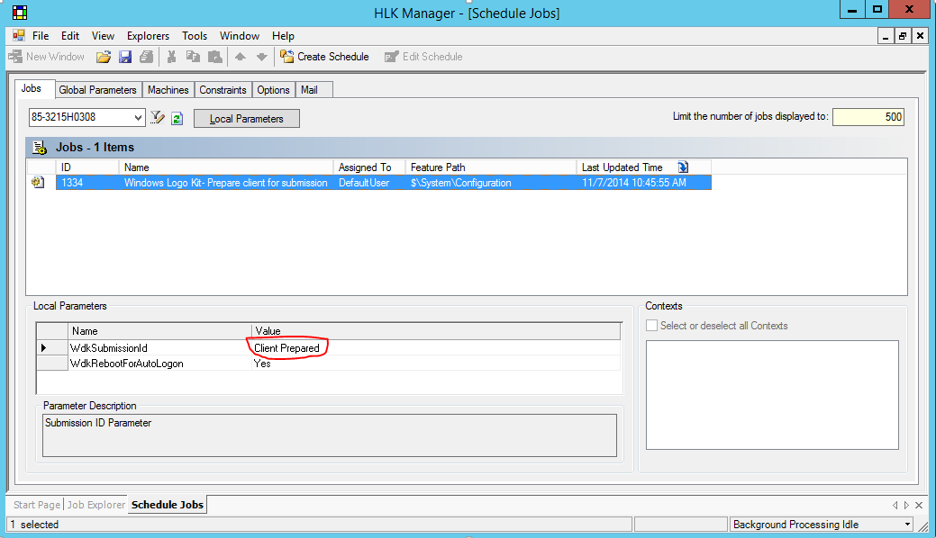 HLK Manager - [Schedule Jobs]
File Edit View Explorers Tools Window Help
New Window Create Schedule Edit Schedule
Jobs Global Parameters Machines Constraints Options Mail
85-3215H0308 Local Parameters Limit the number of jobs displayed to: 500
Jobs - 1 Items
ID Name Assigned To Feature Path Last Updated Time
1334 Windows Logo Kit- Prepare client for submission DefaultUser $\System\Configuration 11/7/2014 10:45:55 AM
Local Parameters
Name Value
WdkSubmissionId Client Prepared
WdkRebootForAutoLogon Yes
Parameter Description
Submission ID Parameter
Contexts
Select or deselect all Contexts
Start Page Job Explorer Schedule Jobs
1 selected Background Processing Idle